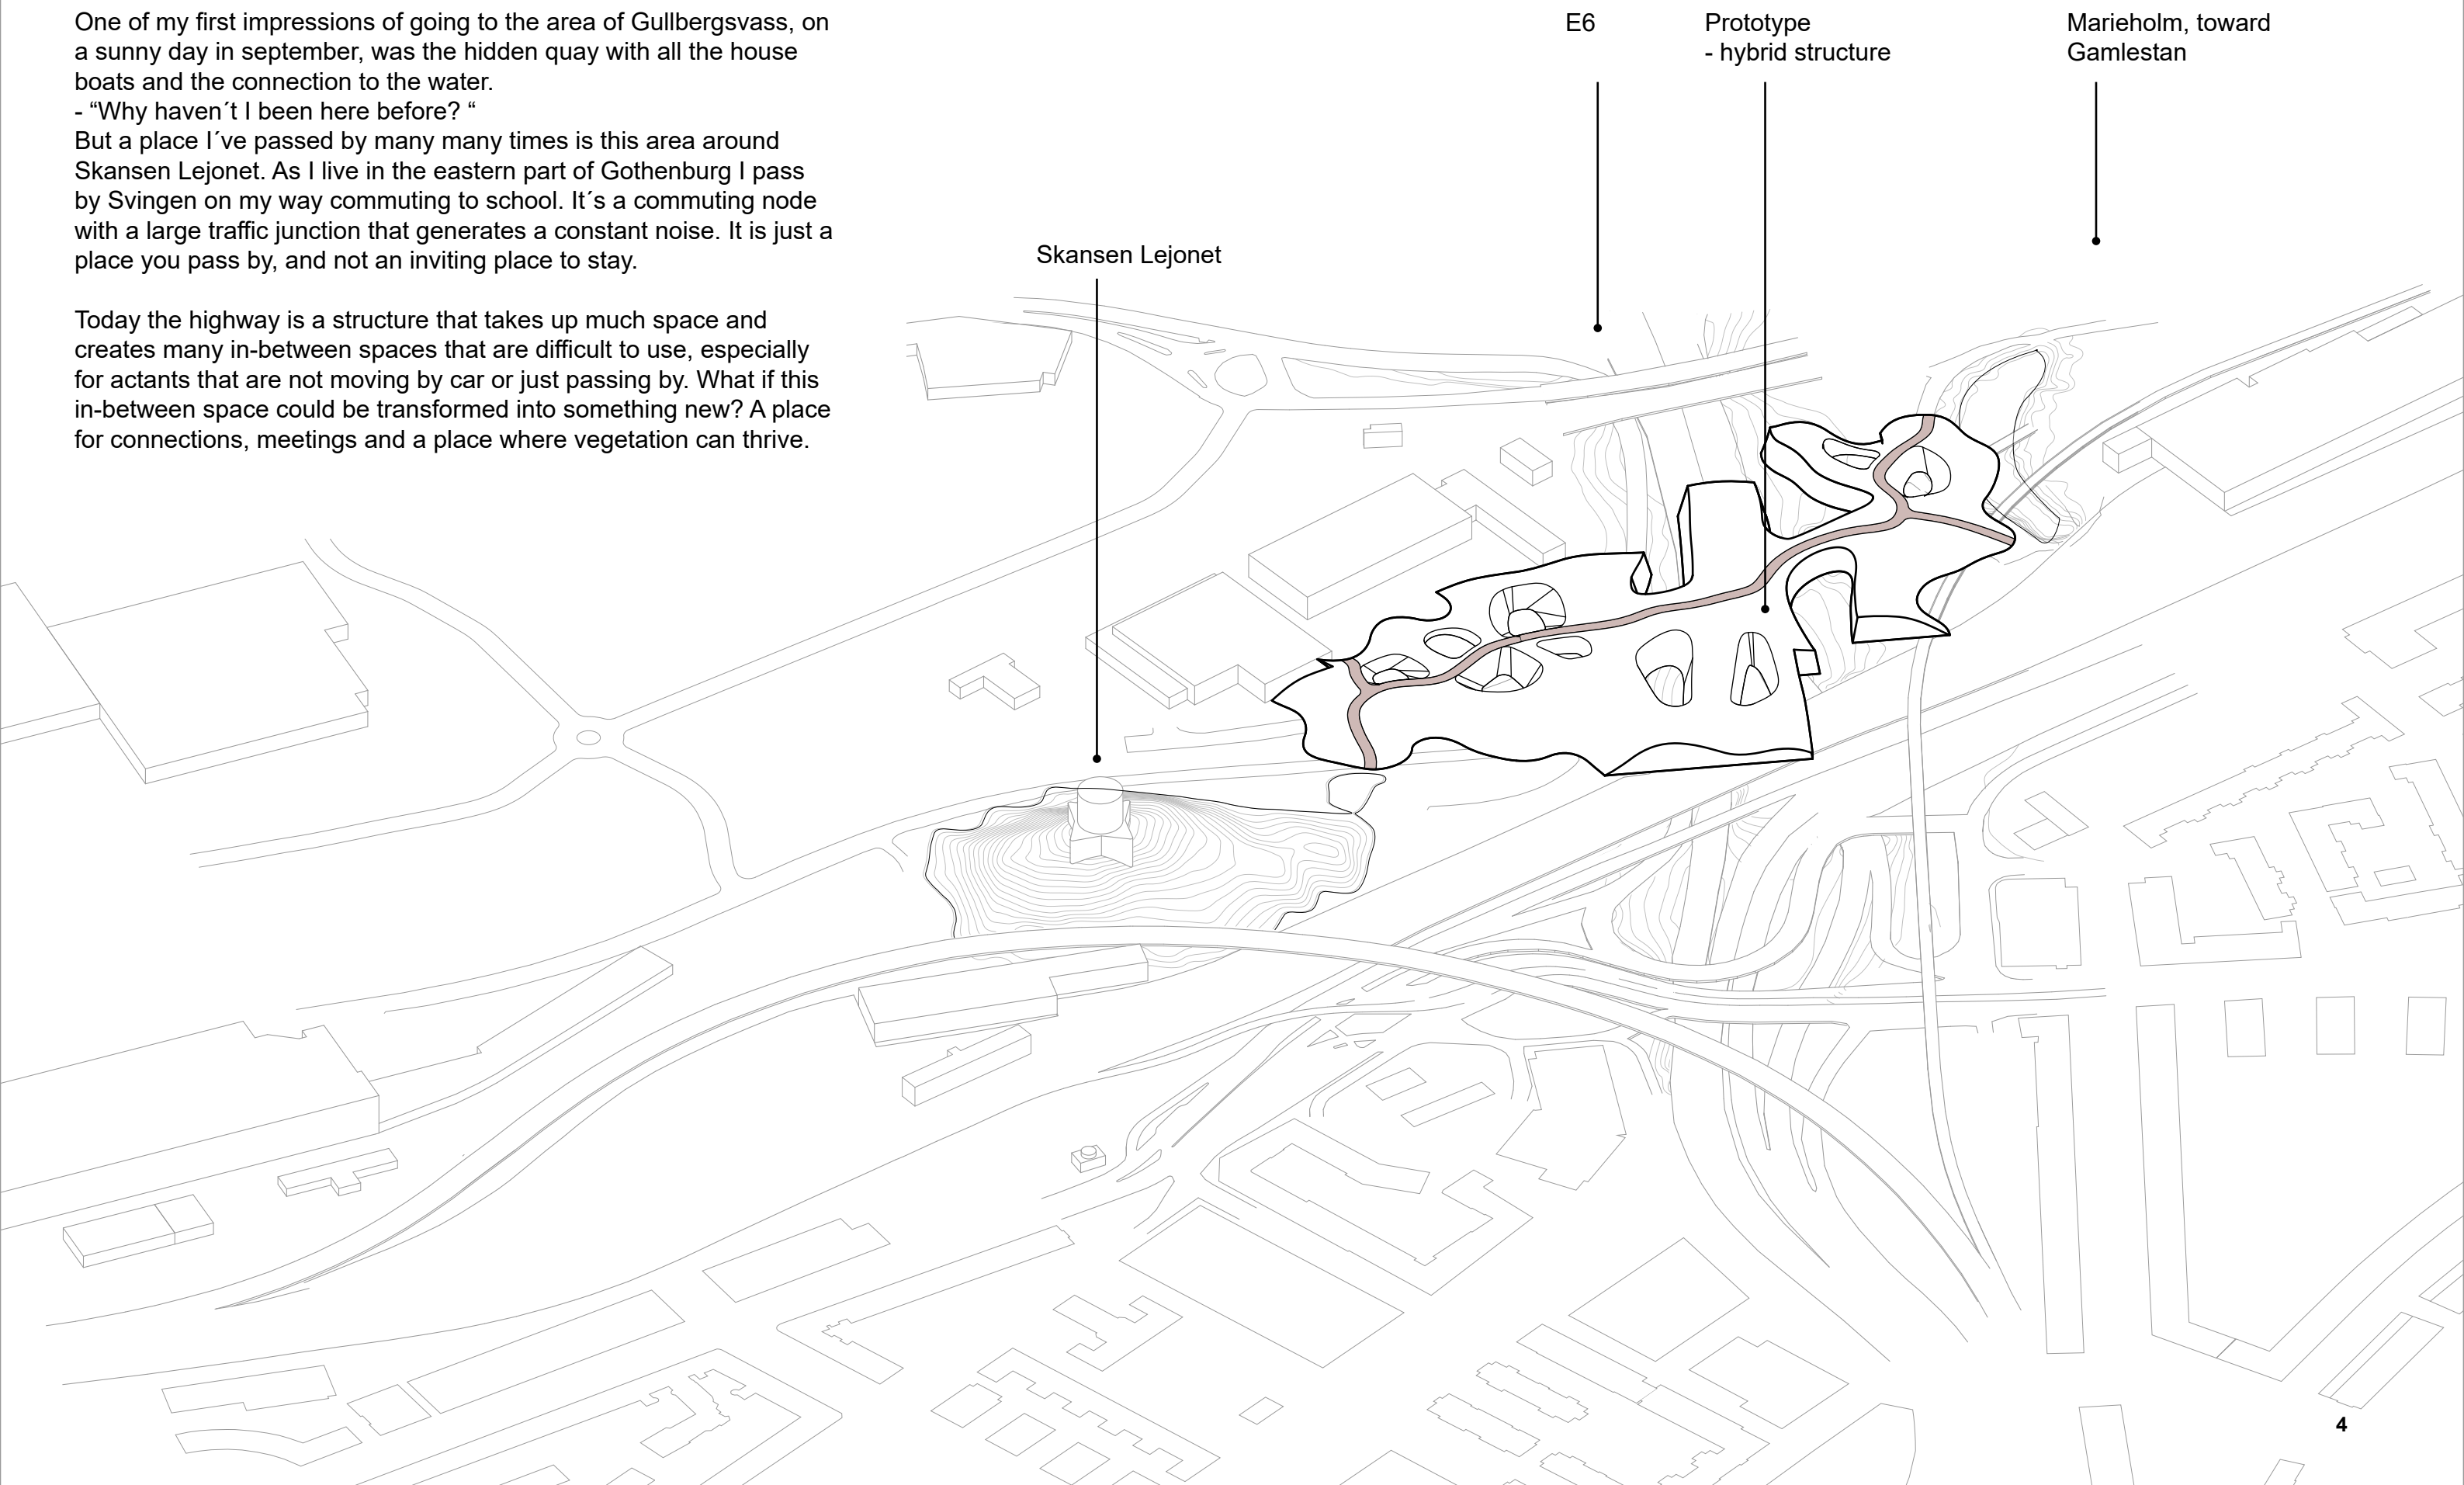 One of my first impressions of going to the area of Gullbergsvass, on
a sunny day in september, was the hidden quay with all the house
boats and the connection to the water.
- “Why haven´t I been here before? “
But a place I´ve passed by many many times is this area around
Skansen Lejonet. As I live in the eastern part of Gothenburg I pass
by Svingen on my way commuting to school. It´s a commuting node
with a large traffic junction that generates a constant noise. It is just a
place you pass by, and not an inviting place to stay.
Today the highway is a structure that takes up much space and
creates many in-between spaces that are difficult to use, especially
for actants that are not moving by car or just passing by. What if this
in-between space could be transformed into something new? A place
for connections, meetings and a place where vegetation can thrive.
E6
Prototype
- hybrid structure
Marieholm, toward
Gamlestan
Skansen Lejonet
4